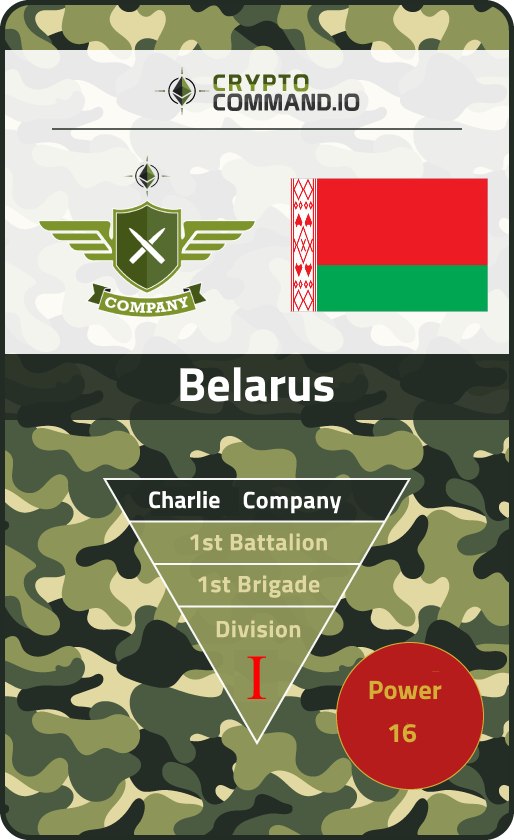 CRYPTO
COMMAND.IO
COMPANY
Belarus
Charlie Company
1st Battalion
1st Brigade
Division
I
Power
16